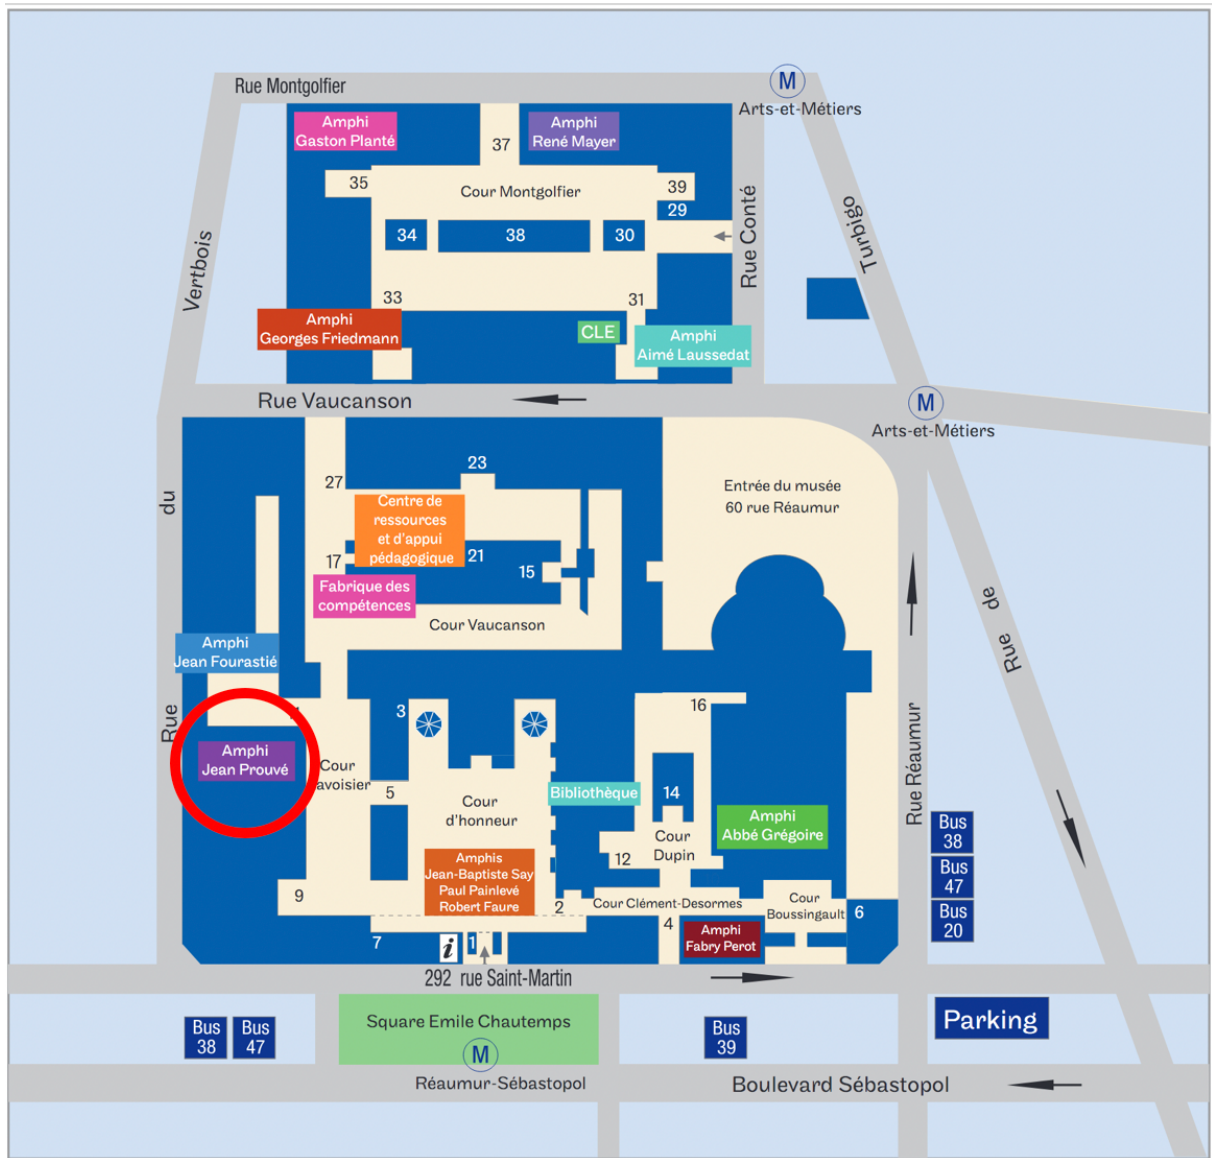 Rue Montgolfier
M
Arts-et-Métiers
Amphi
Gaston Planté
37
Amphi
René Mayer
35
Cour Montgolfier
39
29
34
38
30
Rue Conté
Turbigo
Vertbois
33
31
Amphi
Georges Friedmann
CLE
Amphi
Aimé Laussedat
Rue Vaucanson
M
Arts-et-Métiers
du
27
23
Entrée du musée
60 rue Réaumur
Centre de
ressources
et d'appui
pédagogique
21
17
15
Fabrique des
compétences
Cour Vaucanson
Rue de
Amphi
Jean Fourastié
Rue
3
16
Rue Réaumur
Amphi
Jean Prouvé
Cour
avoisier
5
Cour
d'honneur
Bibliothèque
14
Amphi
Abbé Grégoire
Cour
Dupin
12
Bus
38
Bus
47
Bus
20
Amphis
Jean-Baptiste Say
Paul Painlevé
Robert Faure
9
2
Cour Clément-Desormes
Cour
Boussingault
6
4
7
i
1
Amphi
Fabry Perot
292 rue Saint-Martin
Bus
38
Bus
47
Square Emile Chautemps
M
Réaumur-Sébastopol
Bus
39
Parking
Boulevard Sébastopol